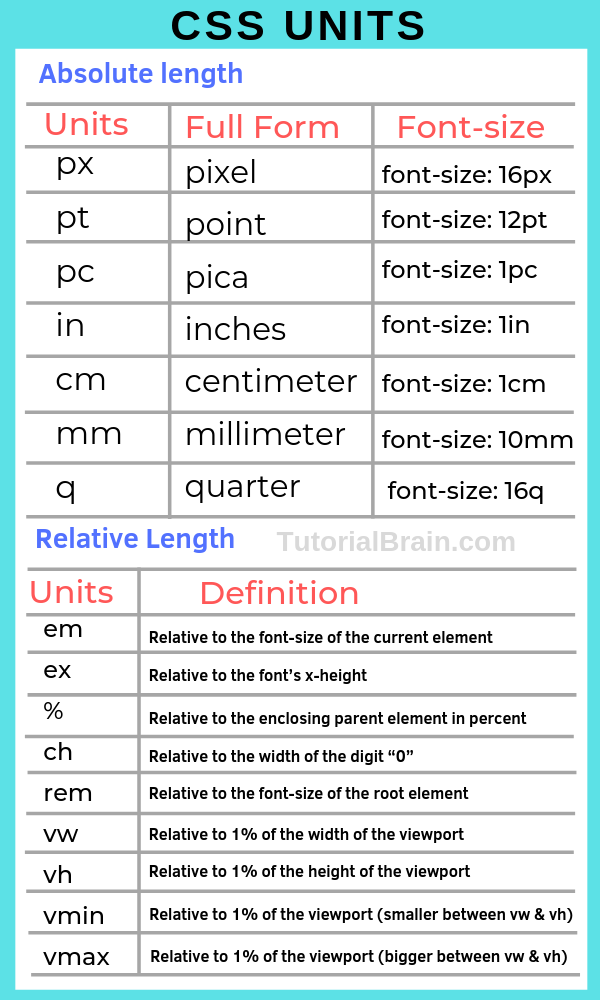 CSS UNITS
Absolute length
Units Full Form Font-size
px pixel font-size: 16px
pt point font-size: 12pt
pc pica font-size: 1pc
in inches font-size: 1in
cm centimeter font-size: 1cm
mm millimeter font-size: 10mm
q quarter font-size: 16q
Relative Length TutorialBrain.com
Units Definition
em Relative to the font-size of the current element
ex Relative to the font’s x-height
% Relative to the enclosing parent element in percent
ch Relative to the width of the digit “0”
rem Relative to the font-size of the root element
vw Relative to 1% of the width of the viewport
vh Relative to 1% of the height of the viewport
vmin Relative to 1% of the viewport (smaller between vw & vh)
vmax Relative to 1% of the viewport (bigger between vw & vh)